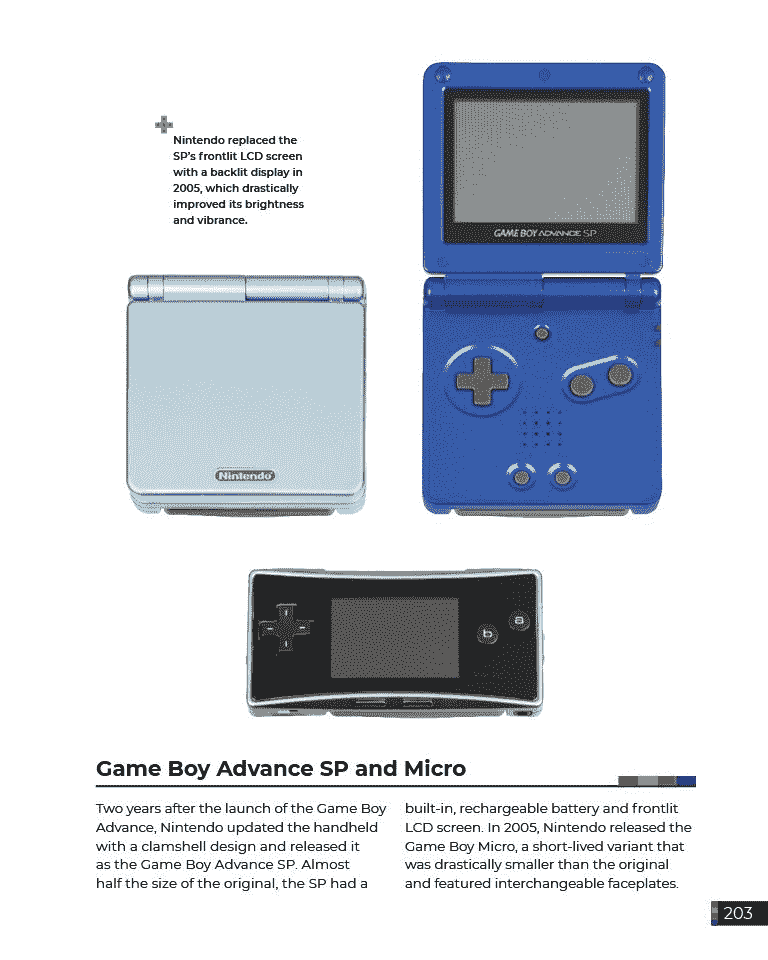 Nintendo replaced the
SP's frontlit LCD screen
with a backlit display in
2005, which drastically
improved its brightness
and vibrance.
GAME BOY ADVANCE SP
Nintendo
b
a
Game Boy Advance SP and Micro
Two years after the launch of the Game Boy
Advance, Nintendo updated the handheld
with a clamshell design and released it
as the Game Boy Advance SP. Almost
half the size of the original, the SP had a
built-in, rechargeable battery and frontlit
LCD screen. In 2005, Nintendo released the
Game Boy Micro, a short-lived variant that
was drastically smaller than the original
and featured interchangeable faceplates.
203